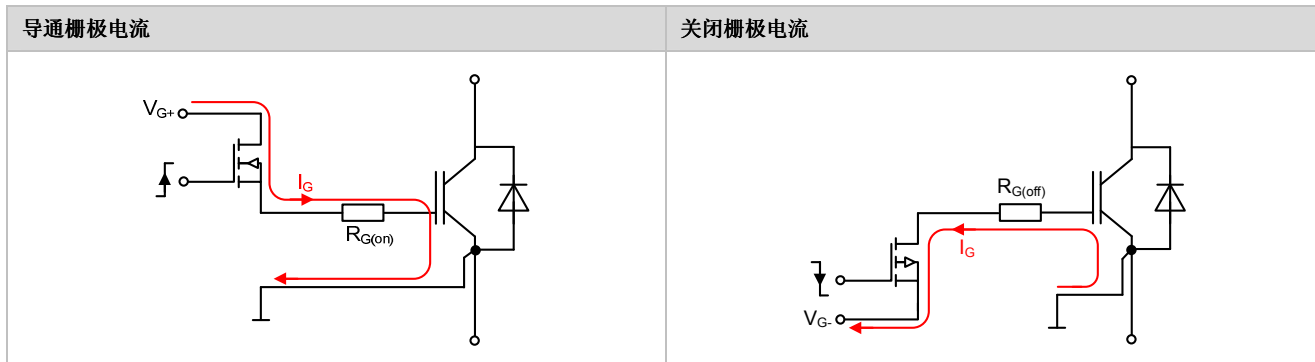 导通栅极电流
关闭栅极电流
VG+
IG
RG(on)
RG(off)
IG
VG-